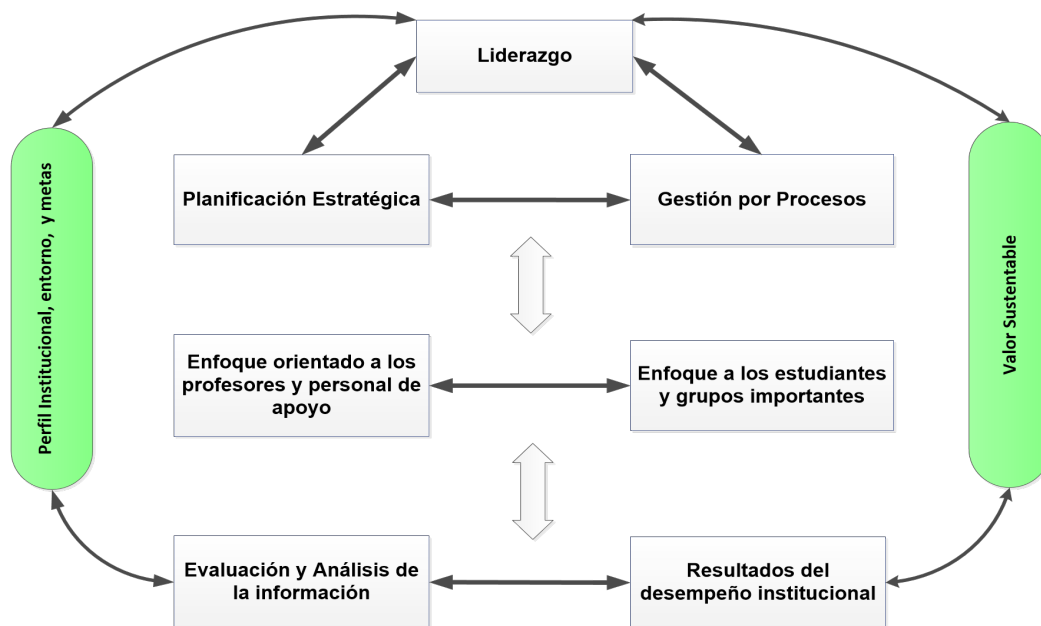 Liderazgo
Perfil Institucional, entorno,  y metas
Planificación Estratégica
Gestión por Procesos
Valor Sustentable
Enfoque orientado a los
profesores y personal de
apoyo
Enfoque a los estudiantes
y grupos importantes
Evaluación y Análisis de
la información
Resultados del
desempeño institucional